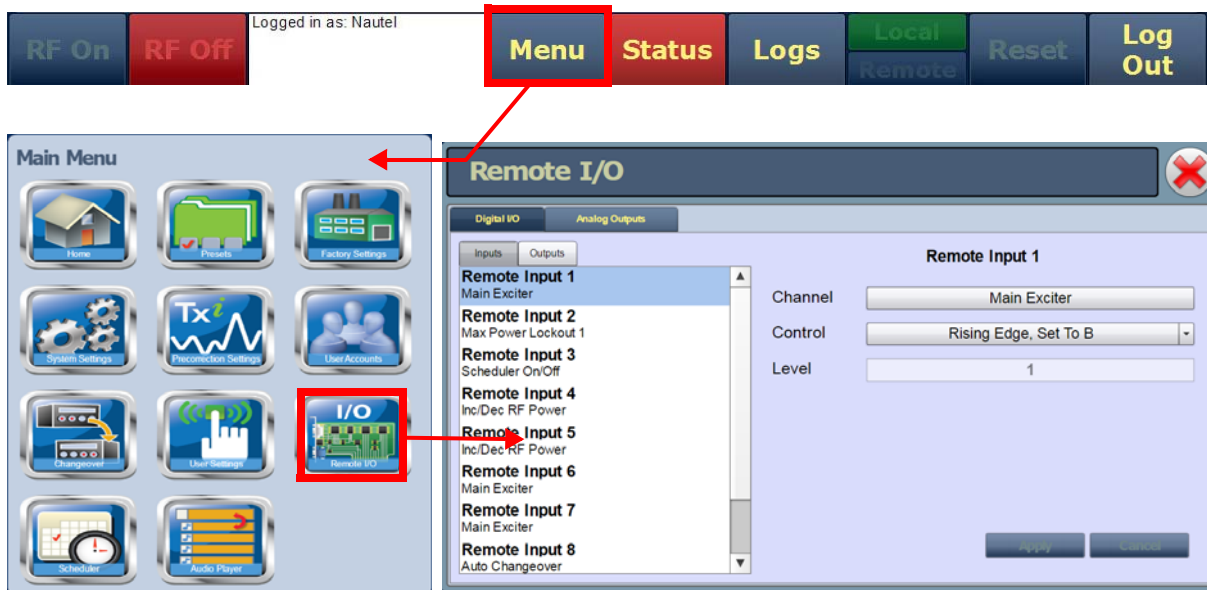 Logged in as: Nautel
RF On
RF Off
Menu
Status
Logs
Local
Remote
Reset
Log
Out
Main Menu
Home
Presets
Factory Settings
System Settings
Tx i
Precorrection Settings
User Accounts
Changeover
User Settings
I/O
Remote I/O
Scheduler
Audio Player
Remote I/O
Digital I/O
Analog Outputs
Inputs
Outputs
Remote Input 1
Main Exciter
Remote Input 2
Max Power Lockout 1
Remote Input 3
Scheduler On/Off
Remote Input 4
Inc/Dec RF Power
Remote Input 5
Inc/Dec RF Power
Remote Input 6
Main Exciter
Remote Input 7
Main Exciter
Remote Input 8
Auto Changeover
Remote Input 1
Channel
Main Exciter
Control
Rising Edge, Set To B
Level
1
Apply
Cancel